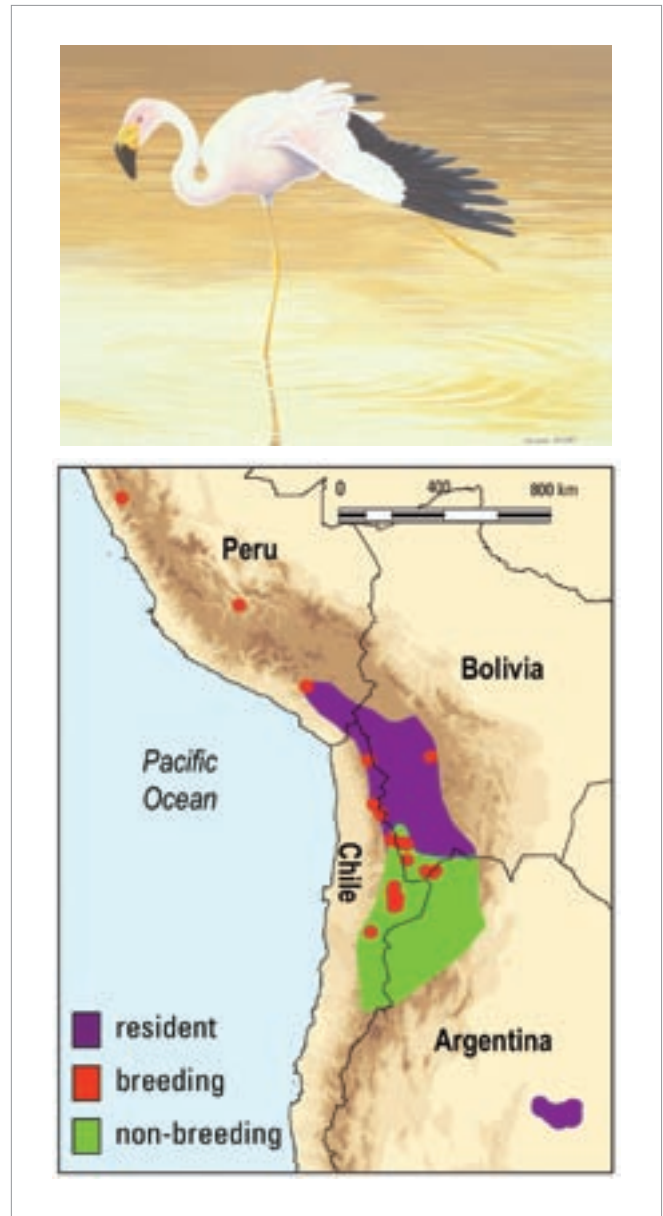 0 400 800 km
Peru
Bolivia
Pacific
Ocean
Chile
Argentina
resident
breeding
non-breeding